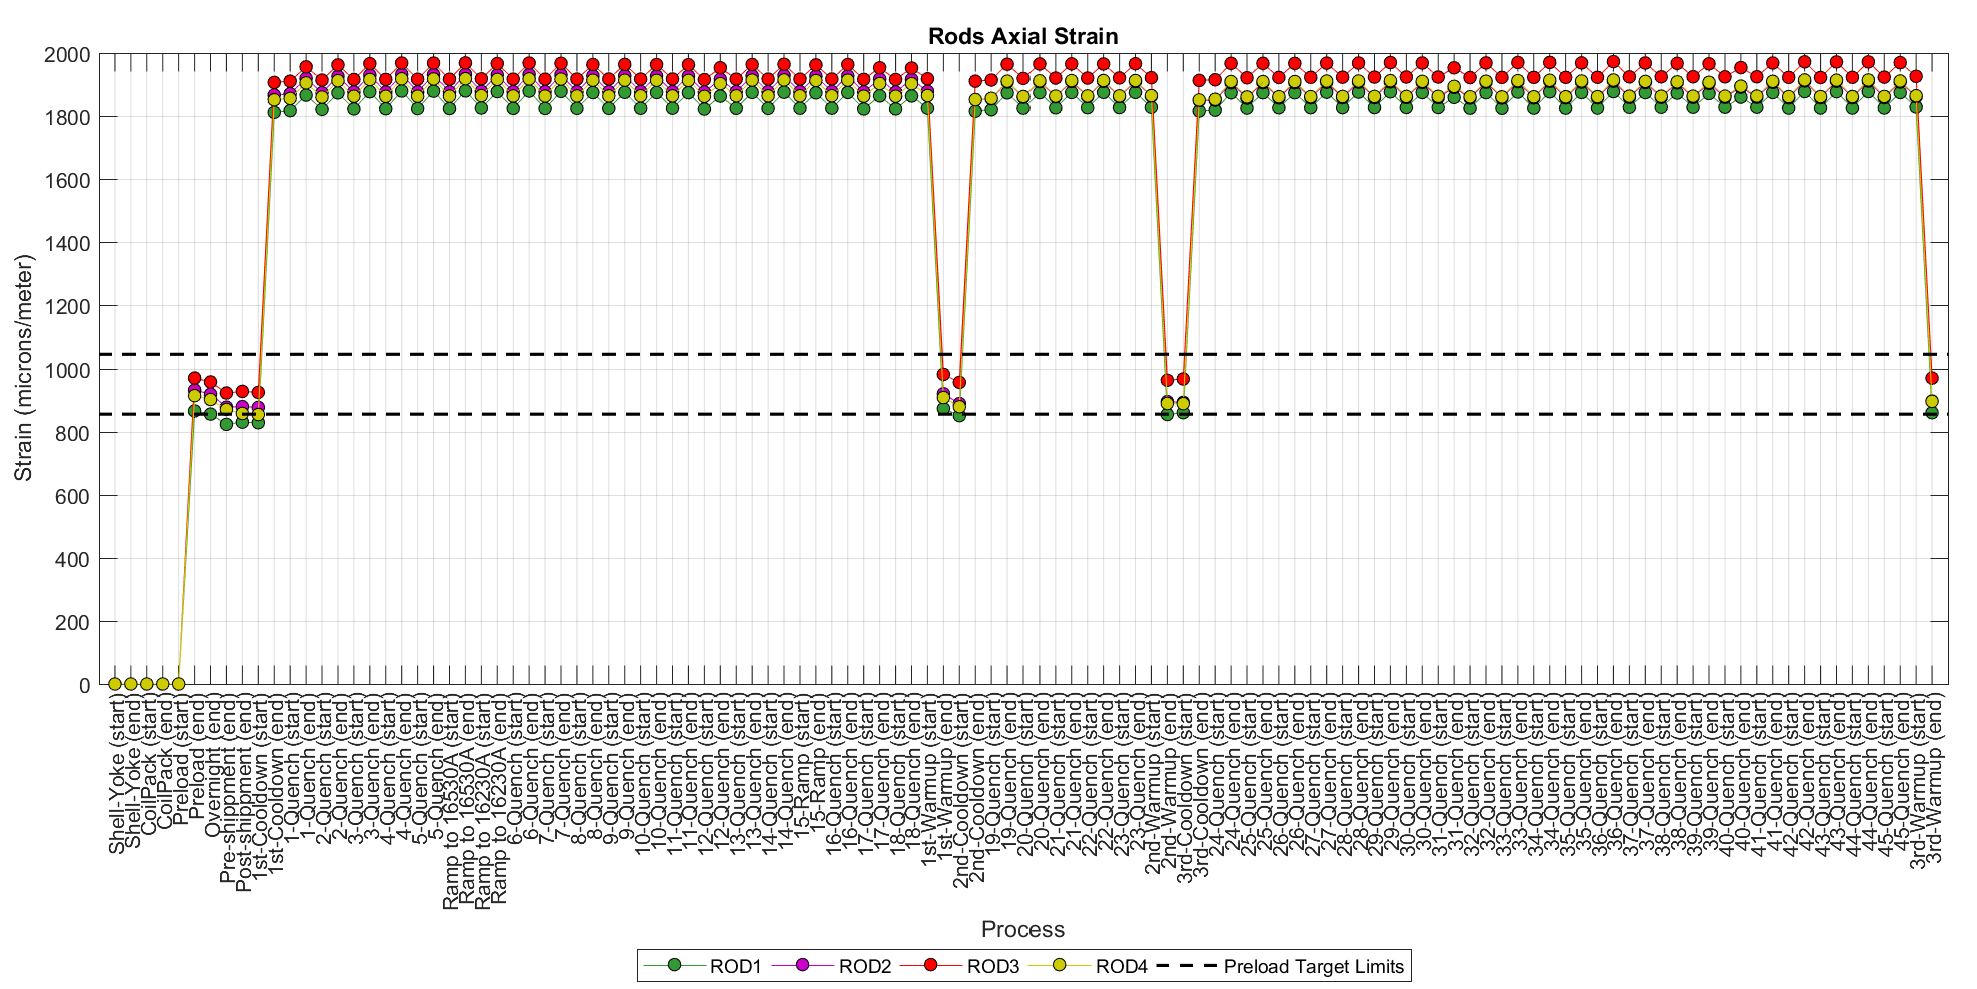 Rods Axial Strain
2000
1800
1600
1400
1200
1000
800
600
400
200
0
Strain (microns/meter)
Shell-Yoke (start)
Shell-Yoke (end)
CoilPack (start)
CoilPack (end)
Preload (start)
Preload (end)
Overnight (end)
Pre-shippment (end)
Post-shippment (end)
1st-Cooldown (start)
1st-Cooldown (end)
1-Quench (start)
1-Quench (end)
2-Quench (start)
2-Quench (end)
3-Quench (start)
3-Quench (end)
4-Quench (start)
4-Quench (end)
5-Quench (start)
5-Quench (end)
Ramp to 16530A (start)
Ramp to 16530A (end)
Ramp to 16230A (start)
Ramp to 16230A (end)
6-Quench (start)
6-Quench (end)
7-Quench (start)
7-Quench (end)
8-Quench (start)
8-Quench (end)
9-Quench (start)
9-Quench (end)
10-Quench (start)
10-Quench (end)
11-Quench (start)
11-Quench (end)
12-Quench (start)
12-Quench (end)
13-Quench (start)
13-Quench (end)
14-Quench (start)
14-Quench (end)
15-Ramp (start)
15-Ramp (end)
16-Quench (start)
16-Quench (end)
17-Quench (start)
17-Quench (end)
18-Quench (start)
18-Quench (end)
1st-Warmup (start)
1st-Warmup (end)
2nd-Cooldown (start)
2nd-Cooldown (end)
19-Quench (start)
19-Quench (end)
20-Quench (start)
20-Quench (end)
21-Quench (start)
21-Quench (end)
22-Quench (start)
22-Quench (end)
23-Quench (start)
23-Quench (end)
2nd-Warmup (start)
2nd-Warmup (end)
3rd-Cooldown (start)
3rd-Cooldown (end)
24-Quench (start)
24-Quench (end)
25-Quench (start)
25-Quench (end)
26-Quench (start)
26-Quench (end)
27-Quench (start)
27-Quench (end)
28-Quench (start)
28-Quench (end)
29-Quench (start)
29-Quench (end)
30-Quench (start)
30-Quench (end)
31-Quench (start)
31-Quench (end)
32-Quench (start)
32-Quench (end)
33-Quench (start)
33-Quench (end)
34-Quench (start)
34-Quench (end)
35-Quench (start)
35-Quench (end)
36-Quench (start)
36-Quench (end)
37-Quench (start)
37-Quench (end)
38-Quench (start)
38-Quench (end)
39-Quench (start)
39-Quench (end)
40-Quench (start)
40-Quench (end)
41-Quench (start)
41-Quench (end)
42-Quench (start)
42-Quench (end)
43-Quench (start)
43-Quench (end)
44-Quench (start)
44-Quench (end)
45-Quench (start)
45-Quench (end)
3rd-Warmup (start)
3rd-Warmup (end)
Process
ROD1 ROD2 ROD3 ROD4 Preload Target Limits